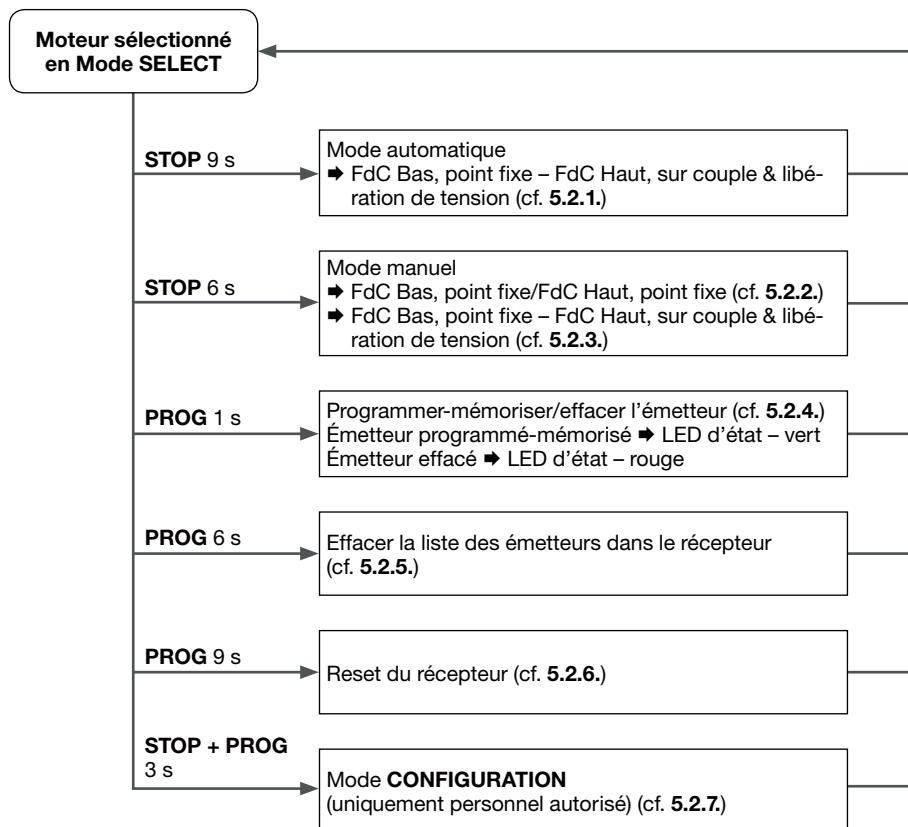 Moteur sélectionné
en Mode SELECT
STOP 9 s
Mode automatique
➡ FdC Bas, point fixe – FdC Haut, sur couple & libé-
ration de tension (cf. 5.2.1.)
STOP 6 s
Mode manuel
➡ FdC Bas, point fixe/FdC Haut, point fixe (cf. 5.2.2.)
➡ FdC Bas, point fixe – FdC Haut, sur couple & libé-
ration de tension (cf. 5.2.3.)
PROG 1 s
Programmer-mémoriser/effacer l’émetteur (cf. 5.2.4.)
Émetteur programmé-mémorisé ➡ LED d’état – vert
Émetteur effacé ➡ LED d’état – rouge
PROG 6 s
Effacer la liste des émetteurs dans le récepteur
(cf. 5.2.5.)
PROG 9 s
Reset du récepteur (cf. 5.2.6.)
STOP + PROG
3 s
Mode CONFIGURATION
(uniquement personnel autorisé) (cf. 5.2.7.)